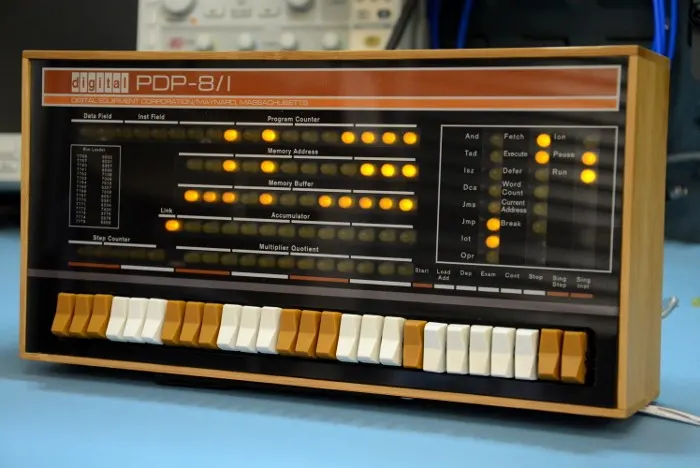 digital PDP-8/I
DIGITAL EQUIPMENT CORPORATION, MAYNARD, MASSACHUSETTS
Data Field Inst Field Program Counter
Memory Address
Memory Buffer
Link Accumulator
Step Counter Multiplier Quotient
And Fetch Ion
Tad Execute Pause
Isz Defer Run
Dca Word Count
Jms Current Address
Jmp Break
Iot
Opr
Start Load Add Dep Exam Cont Stop Sing Step Sing Inst